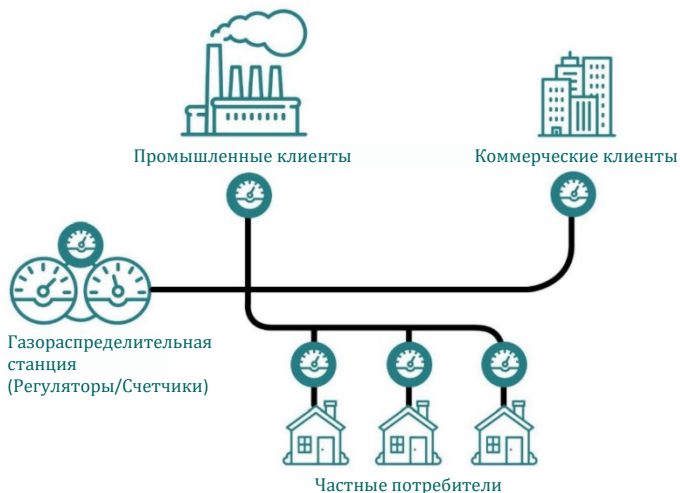 Промышленные клиенты
Коммерческие клиенты
Газораспределительная
станция
(Регуляторы/Счетчики)
Частные потребители